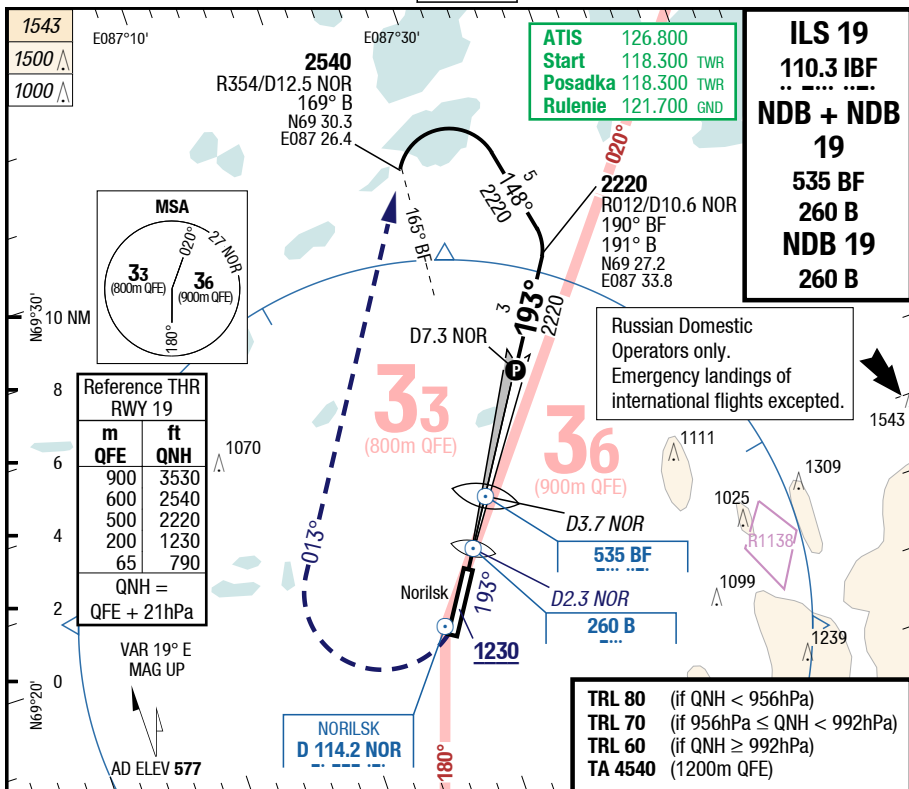 1543
1500
1000
E087°10'
E087°30'
2540
R354/D12.5 NOR
169° B
N69 30.3
E087 26.4
ATIS 126.800
Start 118.300 TWR
Posadka 118.300 TWR
Rulenie 121.700 GND
ILS 19
110.3 IBF
NDB + NDB
19
535 BF
260 B
NDB 19
260 B
020°
148°
5
2220
2220
R012/D10.6 NOR
190° BF
191° B
N69 27.2
E087 33.8
165° BF
MSA
020°
27 NOR
33
(800m QFE)
36
(900m QFE)
180°
N69°30'
10 NM
8
6
4
2
0
N69°20'
3
193°
2220
D7.3 NOR
P
Russian Domestic
Operators only.
Emergency landings of
international flights excepted.
1543
Reference THR
RWY 19
m ft
QFE QNH
900 3530
600 2540
500 2220
200 1230
65 790
QNH =
QFE + 21hPa
33
(800m QFE)
36
(900m QFE)
1070
1111
1309
1025
R1138
1099
1239
D3.7 NOR
535 BF
013°
Norilsk
193°
D2.3 NOR
260 B
1230
VAR 19° E
MAG UP
AD ELEV 577
NORILSK
D 114.2 NOR
180°
TRL 80 (if QNH < 956hPa)
TRL 70 (if 956hPa ≤ QNH < 992hPa)
TRL 60 (if QNH ≥ 992hPa)
TA 4540 (1200m QFE)